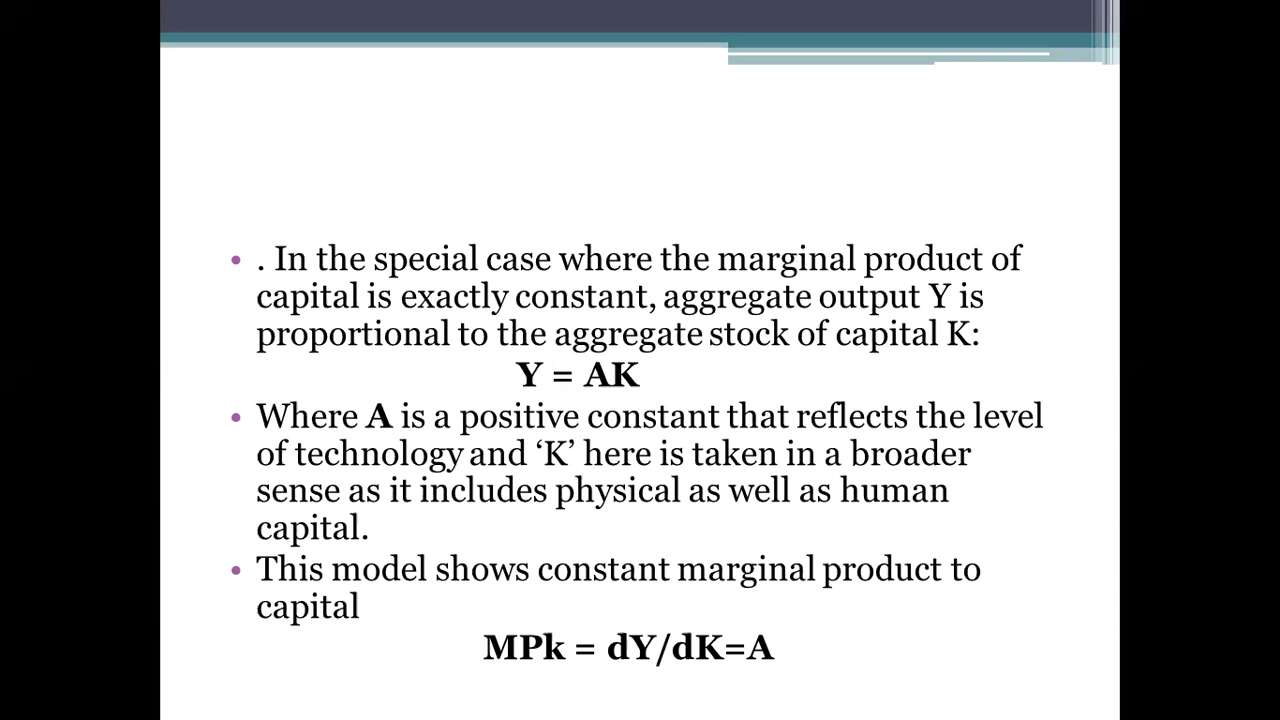 • . In the special case where the marginal product of
capital is exactly constant, aggregate output Y is
proportional to the aggregate stock of capital K:
Y = AK
• Where A is a positive constant that reflects the level
of technology and ‘K’ here is taken in a broader
sense as it includes physical as well as human
capital.
• This model shows constant marginal product to
capital
MPk = dY/dK=A